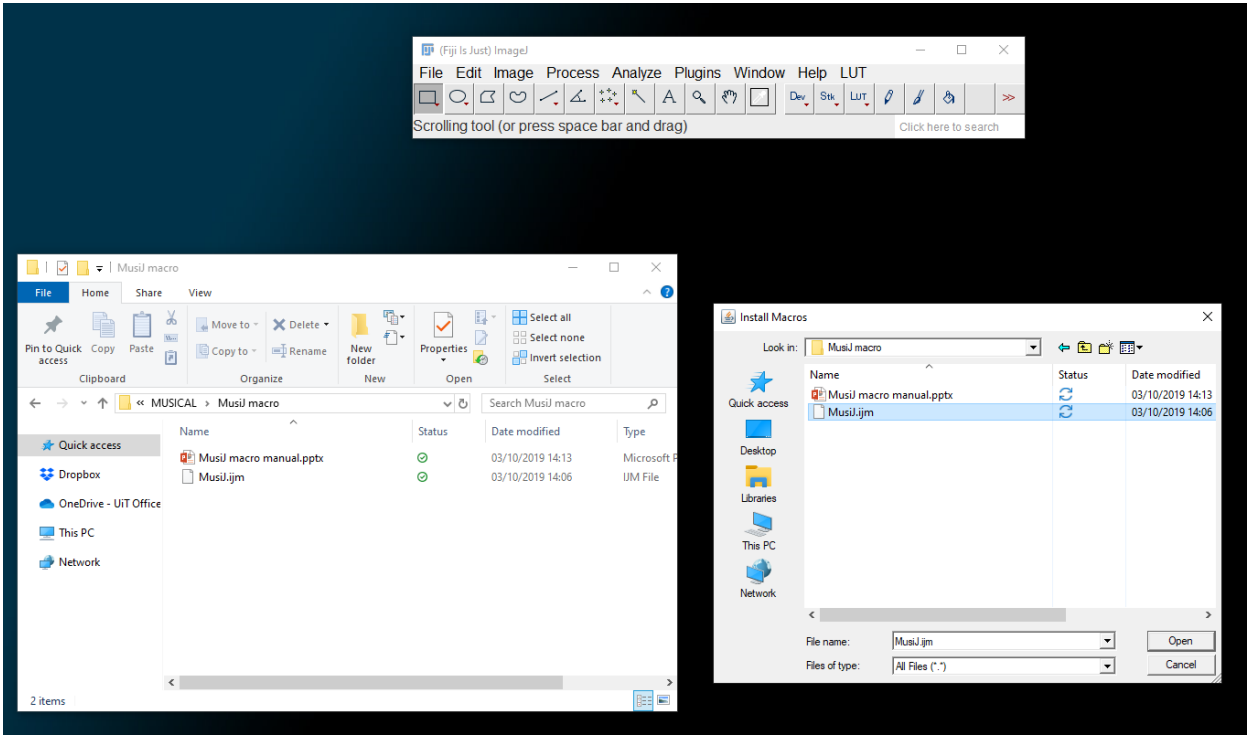 (Fiji Is Just) ImageJ
File Edit Image Process Analyze Plugins Window Help LUT
A Dev Stk LUT >>
Scrolling tool (or press space bar and drag) Click here to search
MusiJ macro
File Home Share View
Pin to Quick access Copy Paste Move to Delete New folder Properties Select all
Copy to Rename Select none
Invert selection
Clipboard Organize New Open Select
« MUSICAL > MusiJ macro Search MusiJ macro
Name Status Date modified Type
Quick access
MusiJ macro manual.pptx 03/10/2019 14:13 Microsoft P
MusiJ.ijm 03/10/2019 14:06 IJM File
Dropbox
OneDrive - UiT Office
This PC
Network
2 items
Install Macros
Look in: MusiJ macro
Name Status Date modified
MusiJ macro manual.pptx 03/10/2019 14:13
MusiJ.ijm 03/10/2019 14:06
Quick access
Desktop
Libraries
This PC
Network
File name: MusiJ.ijm Open
Files of type: All Files (*.*) Cancel